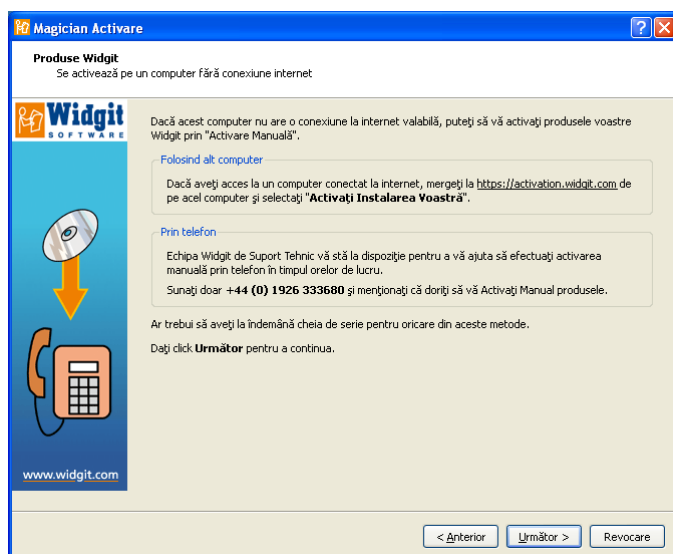 Magician Activare
Produse Widgit
Se activează pe un computer fără conexiune internet
Widgit
SOFTWARE
Dacă acest computer nu are o conexiune la internet valabilă, puteţi să vă activaţi produsele voastre
Widgit prin "Activare Manuală".
Folosind alt computer
Dacă aveţi acces la un computer conectat la internet, mergeţi la https://activation.widgit.com de
pe acel computer şi selectaţi "Activaţi Instalarea Voastră".
Prin telefon
Echipa Widgit de Suport Tehnic vă stă la dispoziţie pentru a vă ajuta să efectuaţi activarea
manuală prin telefon în timpul orelor de lucru.
Sunaţi doar +44 (0) 1926 333680 şi menţionaţi că doriţi să vă Activaţi Manual produsele.
Ar trebui să aveţi la îndemână cheia de serie pentru oricare din aceste metode.
Daţi click Următor pentru a continua.
www.widgit.com
< Anterior
Următor >
Revocare